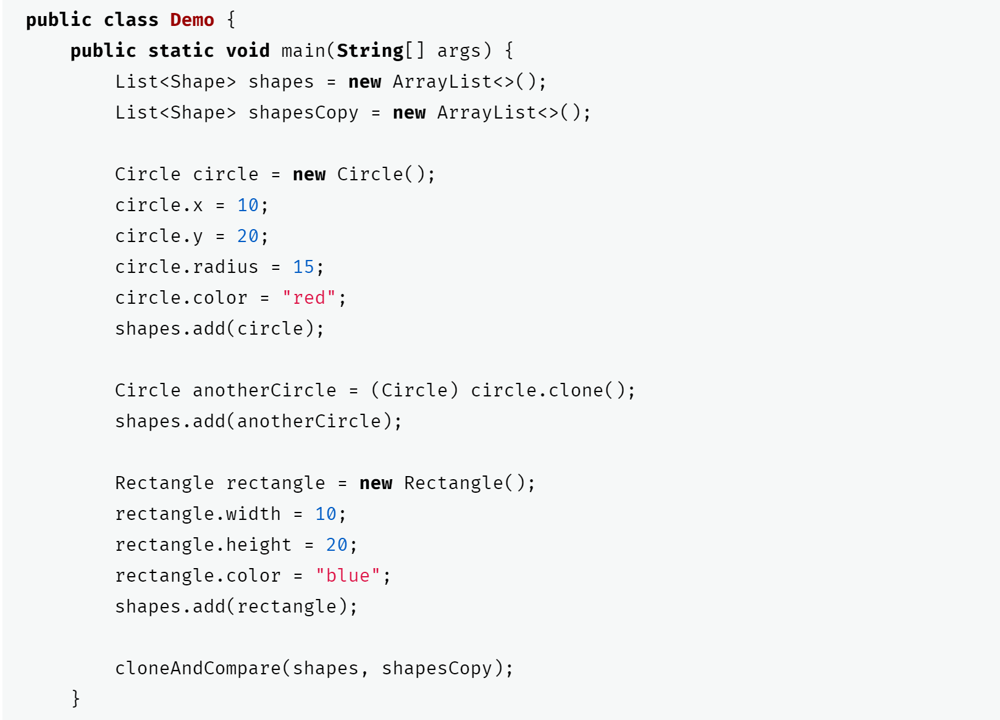 public class Demo {
    public static void main(String[] args) {
        List<Shape> shapes = new ArrayList<>();
        List<Shape> shapesCopy = new ArrayList<>();

        Circle circle = new Circle();
        circle.x = 10;
        circle.y = 20;
        circle.radius = 15;
        circle.color = "red";
        shapes.add(circle);

        Circle anotherCircle = (Circle) circle.clone();
        shapes.add(anotherCircle);

        Rectangle rectangle = new Rectangle();
        rectangle.width = 10;
        rectangle.height = 20;
        rectangle.color = "blue";
        shapes.add(rectangle);

        cloneAndCompare(shapes, shapesCopy);
    }